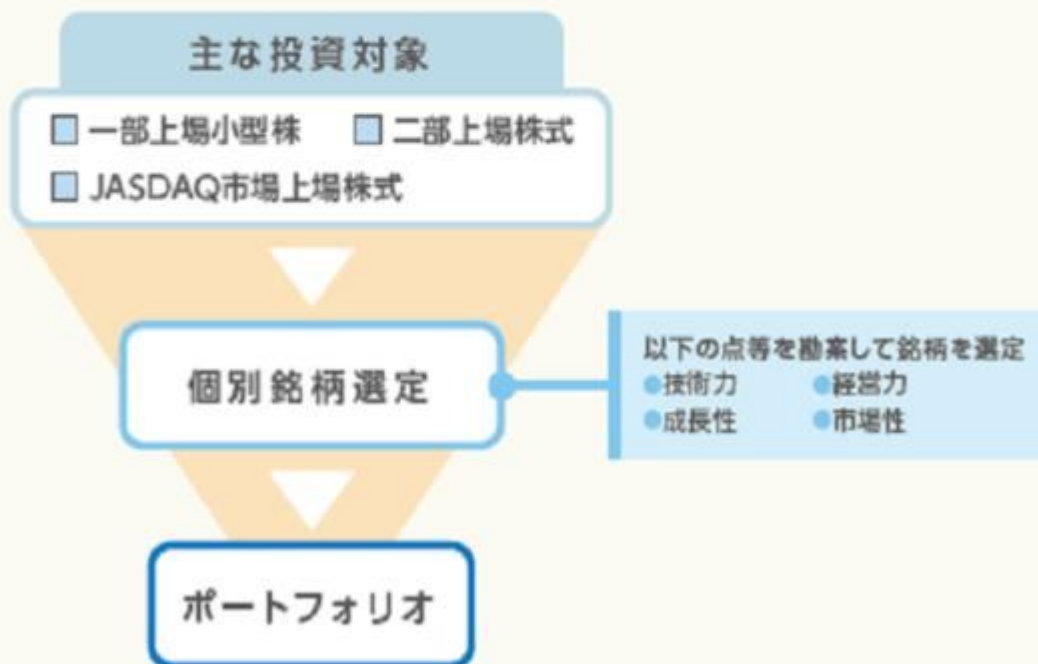 主な投資対象
一部上場小型株 二部上場株式
JASDAQ市場上場株式
個別銘柄選定
以下の点等を勘案して銘柄を選定
●技術力 ●経営力
●成長性 ●市場性
ポートフォリオ